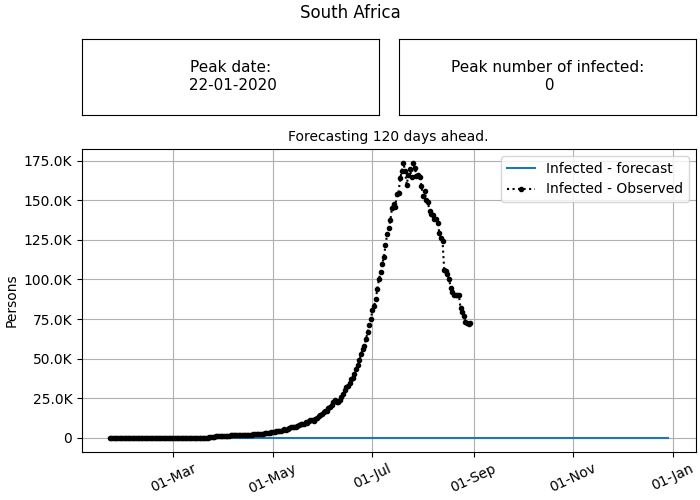 South Africa
Peak date:
22-01-2020
Peak number of infected:
0
Forecasting 120 days ahead.
175.0K
150.0K
125.0K
100.0K
75.0K
50.0K
25.0K
0
Persons
Infected - forecast
Infected - Observed
01-Mar
01-May
01-Jul
01-Sep
01-Nov
01-Jan